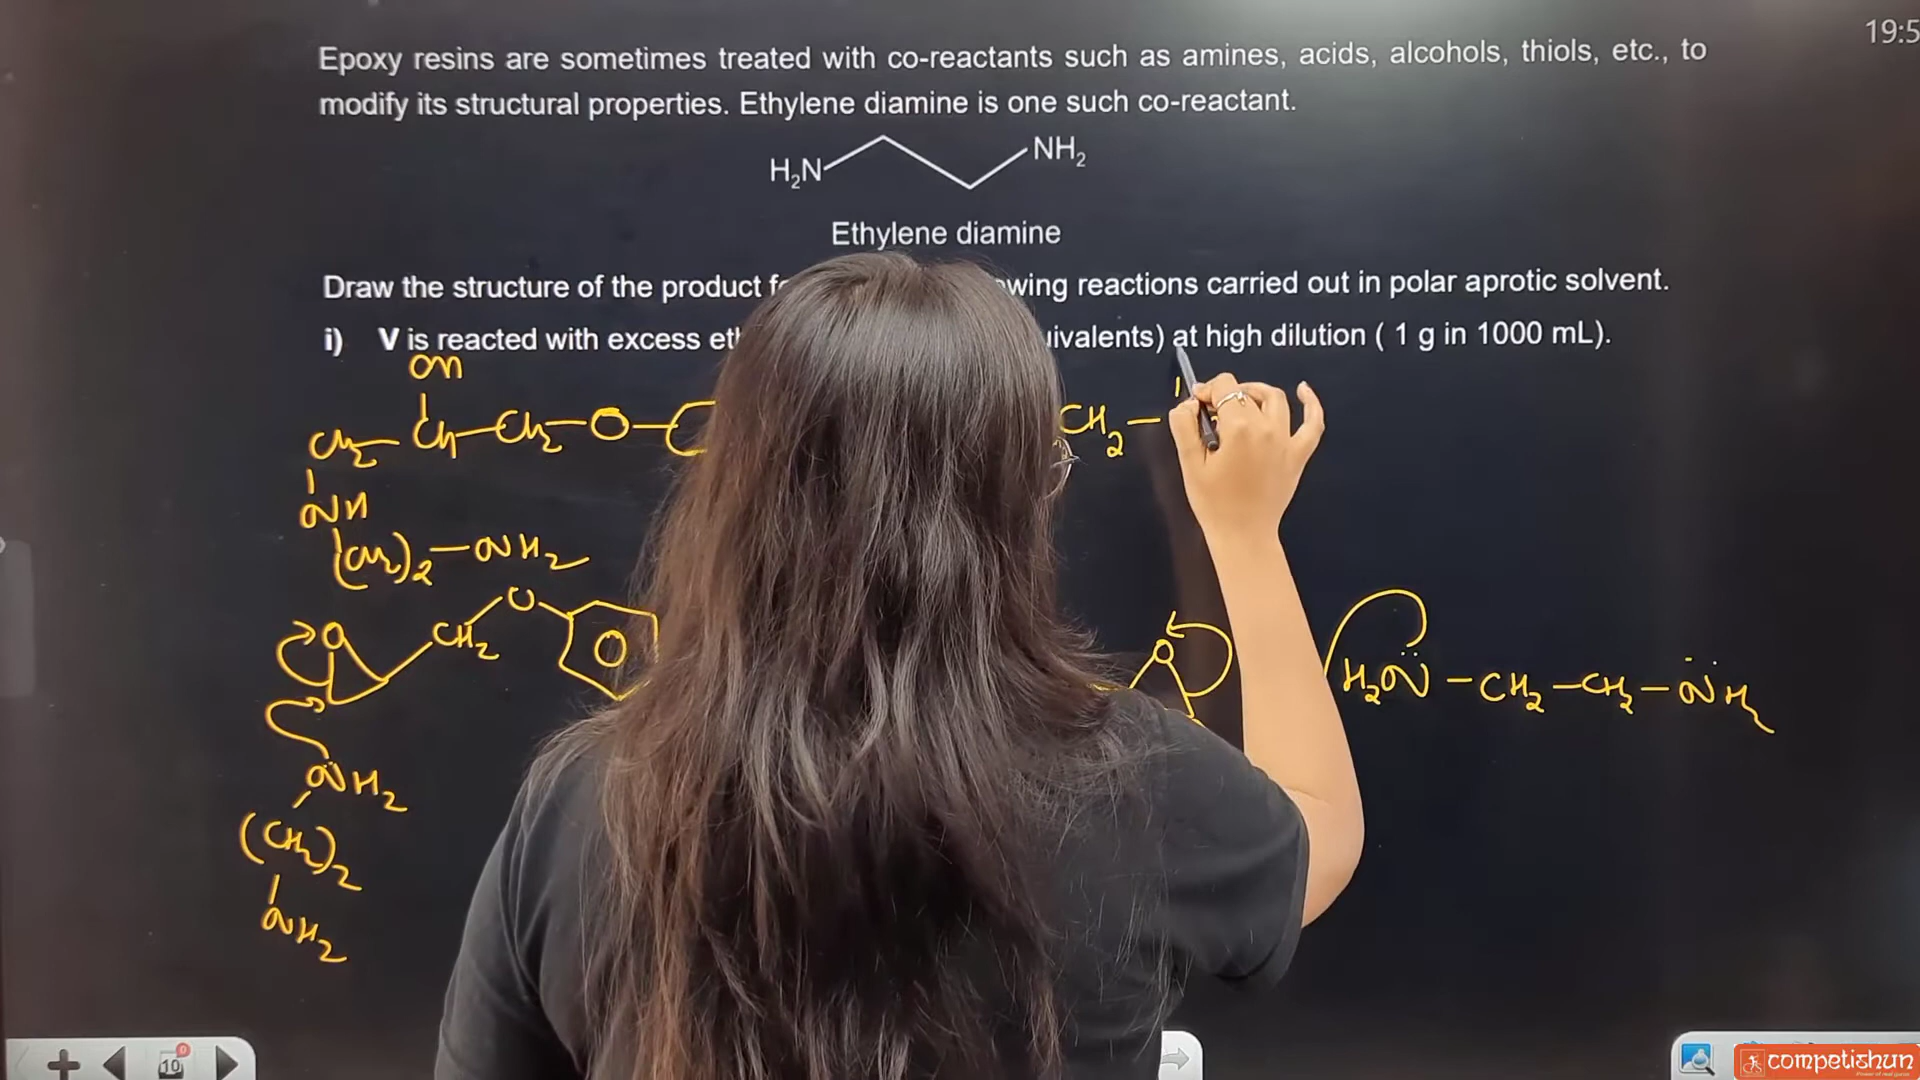 19:5
Epoxy resins are sometimes treated with co-reactants such as amines, acids, alcohols, thiols, etc., to
modify its structural properties. Ethylene diamine is one such co-reactant.
H₂N NH₂
Ethylene diamine
Draw the structure of the product wing reactions carried out in polar aprotic solvent.
i) V is reacted with excess ivalents) at high dilution ( 1 g in 1000 mL).
OH
CH₂—CH—CH₂—O— CH₂—
NH
(CH₂)₂—NH₂
O CH₂ O O H₂N—CH₂—CH₂—NH₂
NH₂
(CH₂)₂
NH₂
10
0
competishun